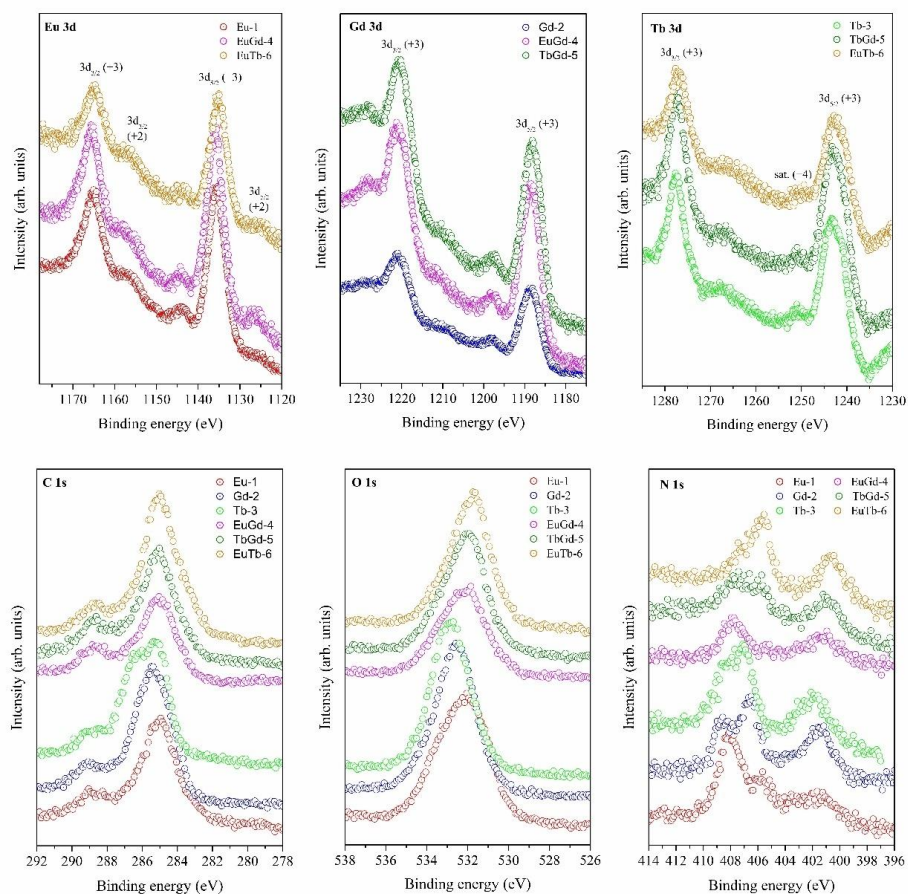 Eu 3d
Eu-1
EuGd-4
EuTb-6
3d3/2 (+3)
3d5/2 (+3)
3d3/2
(+2)
3d5/2
(+2)
Intensity (arb. units)
1170 1160 1150 1140 1130 1120
Binding energy (eV)
Gd 3d
Gd-2
EuGd-4
TbGd-5
3d3/2 (+3)
3d5/2 (+3)
Intensity (arb. units)
1230 1220 1210 1200 1190 1180
Binding energy (eV)
Tb 3d
Tb-3
TbGd-5
EuTb-6
3d3/2 (+3)
3d5/2 (+3)
sat. (+4)
Intensity (arb. units)
1280 1270 1260 1250 1240 1230
Binding energy (eV)
C 1s
Eu-1
Gd-2
Tb-3
EuGd-4
TbGd-5
EuTb-6
Intensity (arb. units)
292 290 288 286 284 282 280 278
Binding energy (eV)
O 1s
Eu-1
Gd-2
Tb-3
EuGd-4
TbGd-5
EuTb-6
Intensity (arb. units)
538 536 534 532 530 528 526
Binding energy (eV)
N 1s
Eu-1 EuGd-4
Gd-2 TbGd-5
Tb-3 EuTb-6
Intensity (arb. units)
414 412 410 408 406 404 402 400 398 396
Binding energy (eV)